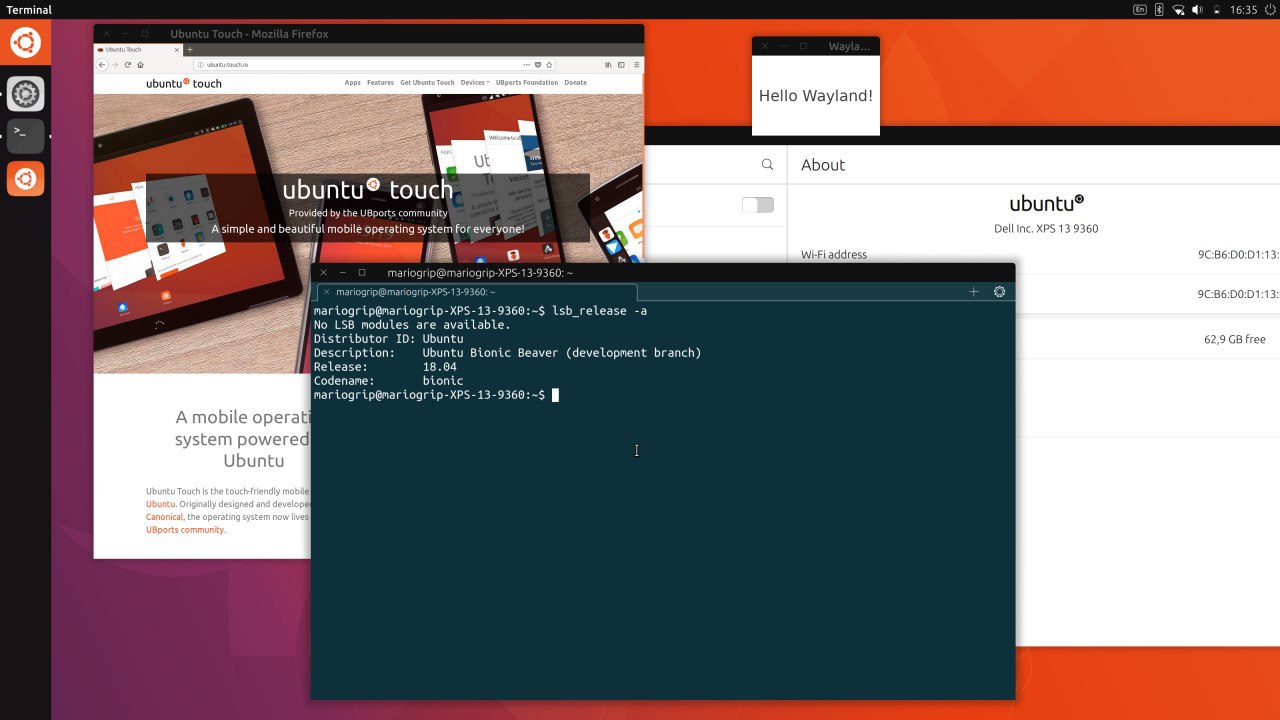 Terminal
En
16:35
Ubuntu Touch - Mozilla Firefox
Ubuntu Touch
ubuntu-touch.io
ubuntu touch
Apps Features Get Ubuntu Touch Devices UBports Foundation Donate
ubuntu touch
Provided by the UBports community
A simple and beautiful mobile operating system for everyone!
A mobile operati
system powered
Ubuntu
Ubuntu Touch is the touch-friendly mobile
Ubuntu. Originally designed and develope
Canonical, the operating system now lives
UBports community.
Wayla...
Hello Wayland!
About
ubuntu
Dell Inc. XPS 13 9360
Wi-Fi address 9C:B6:D0:D1:13:
9C:B6:D0:D1:13:
62,9 GB free
mariogrip@mariogrip-XPS-13-9360: ~
mariogrip@mariogrip-XPS-13-9360: ~
mariogrip@mariogrip-XPS-13-9360:~$ lsb_release -a
No LSB modules are available.
Distributor ID: Ubuntu
Description: Ubuntu Bionic Beaver (development branch)
Release: 18.04
Codename: bionic
mariogrip@mariogrip-XPS-13-9360:~$